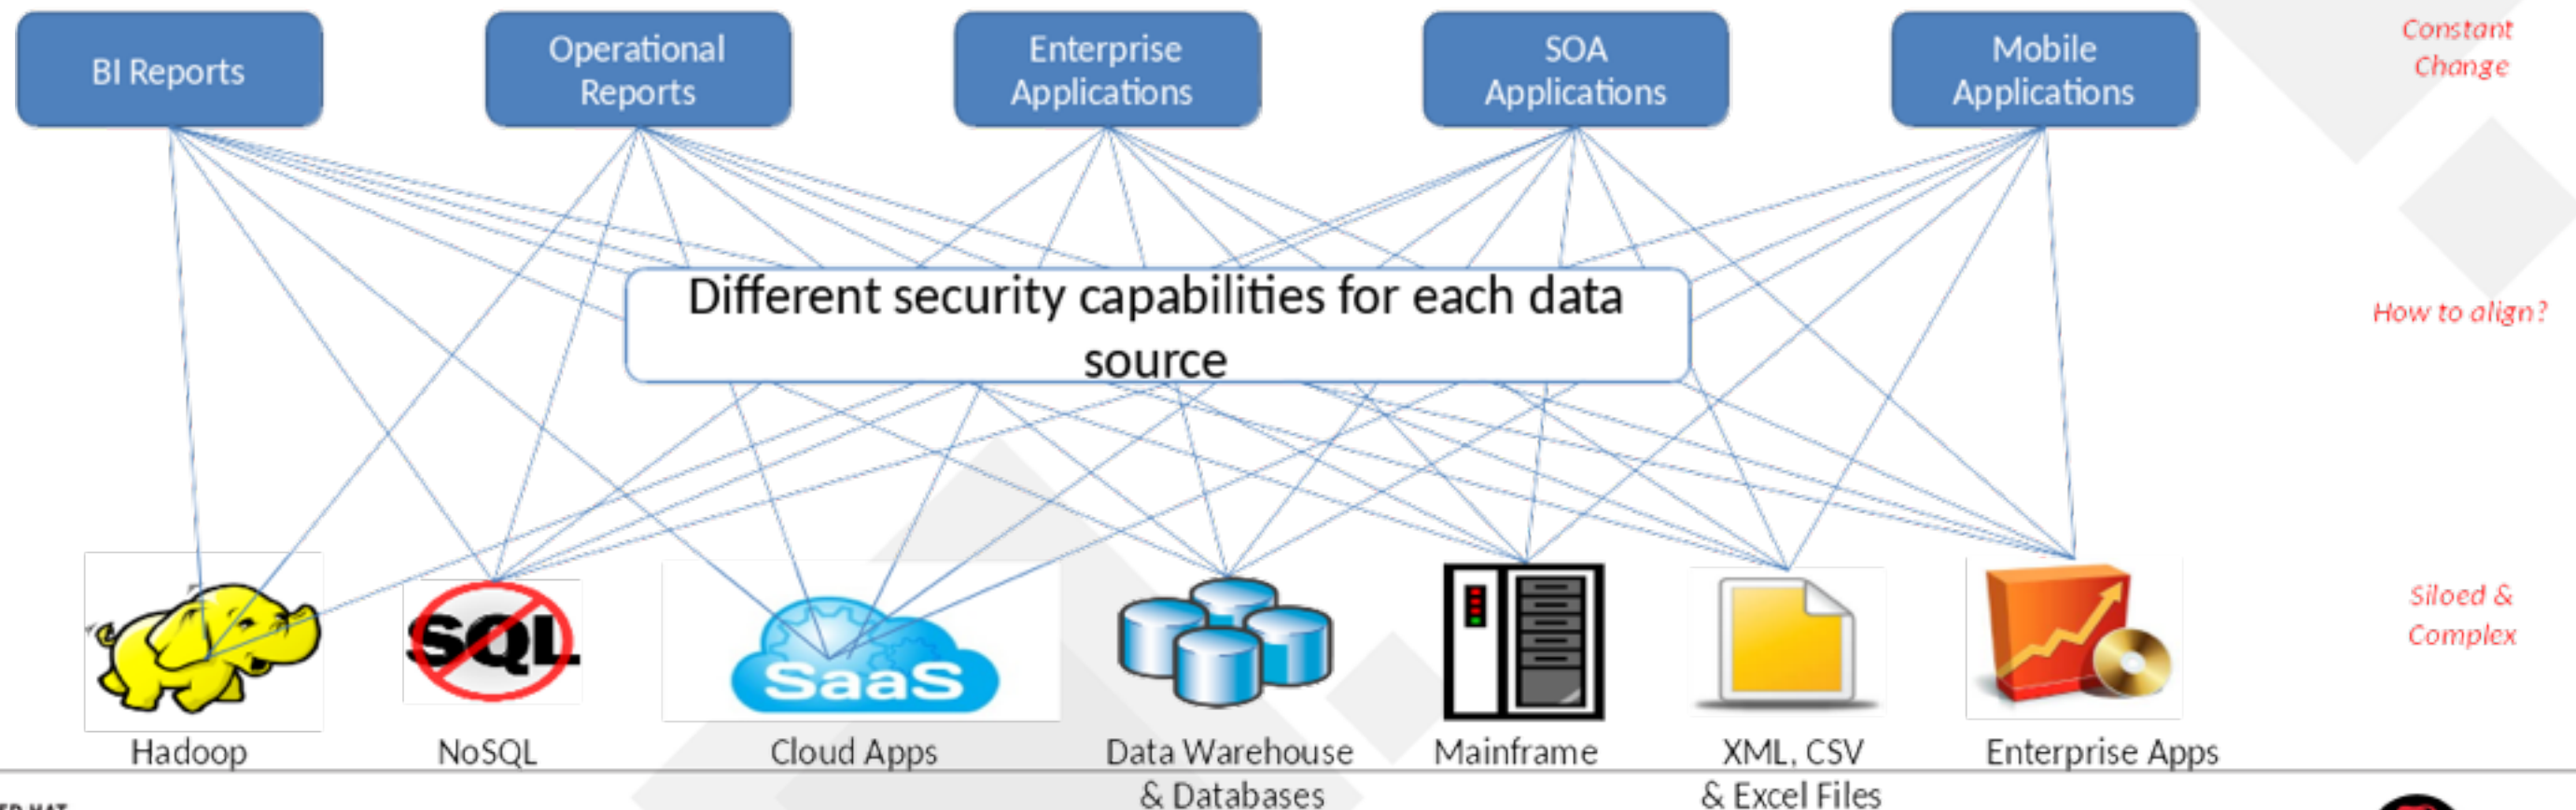 BI Reports
Operational
Reports
Enterprise
Applications
SOA
Applications
Mobile
Applications
Constant
Change
Different security capabilities for each data
source
How to align?
SQL
SaaS
Siloed &
Complex
Hadoop
NoSQL
Cloud Apps
Data Warehouse
& Databases
Mainframe
XML, CSV
& Excel Files
Enterprise Apps